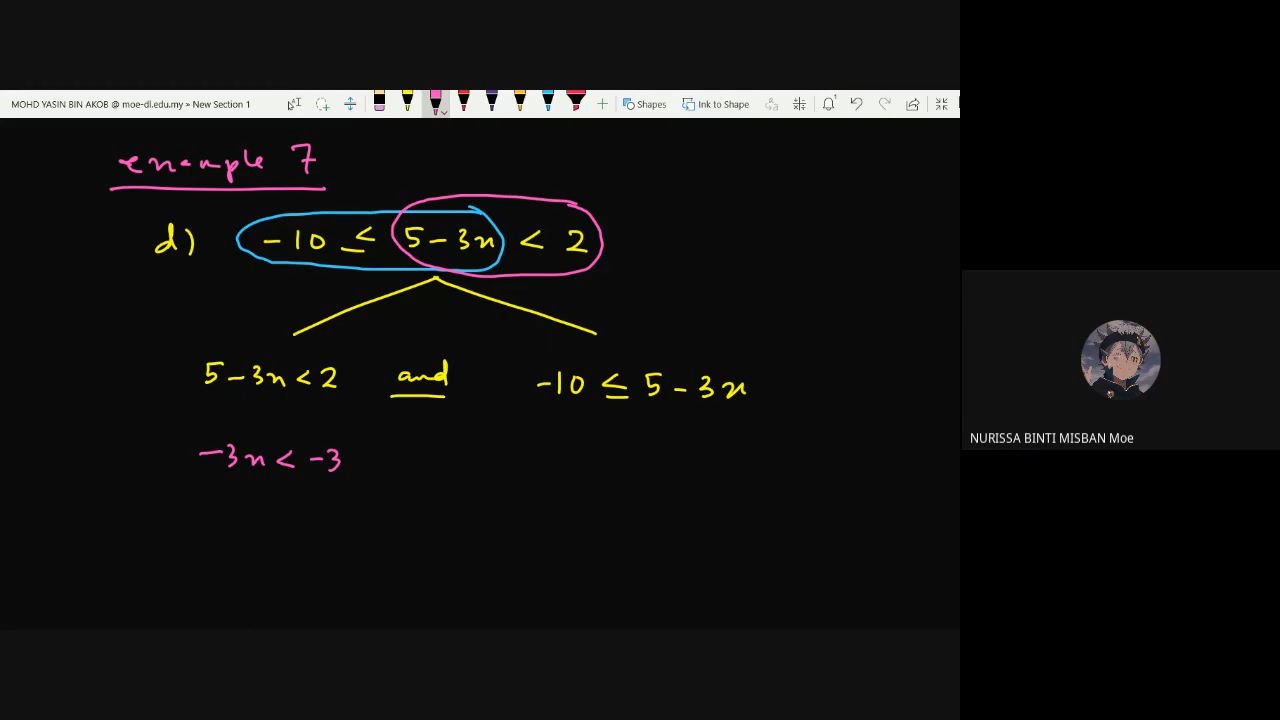 MOHD YASIN BIN AKOB @ moe-dl.edu.my » New Section 1
Shapes
Ink to Shape
example 7
d) -10 ≤ 5-3x < 2
5-3x < 2 and -10 ≤ 5-3x
-3x < -3
NURISSA BINTI MISBAN Moe